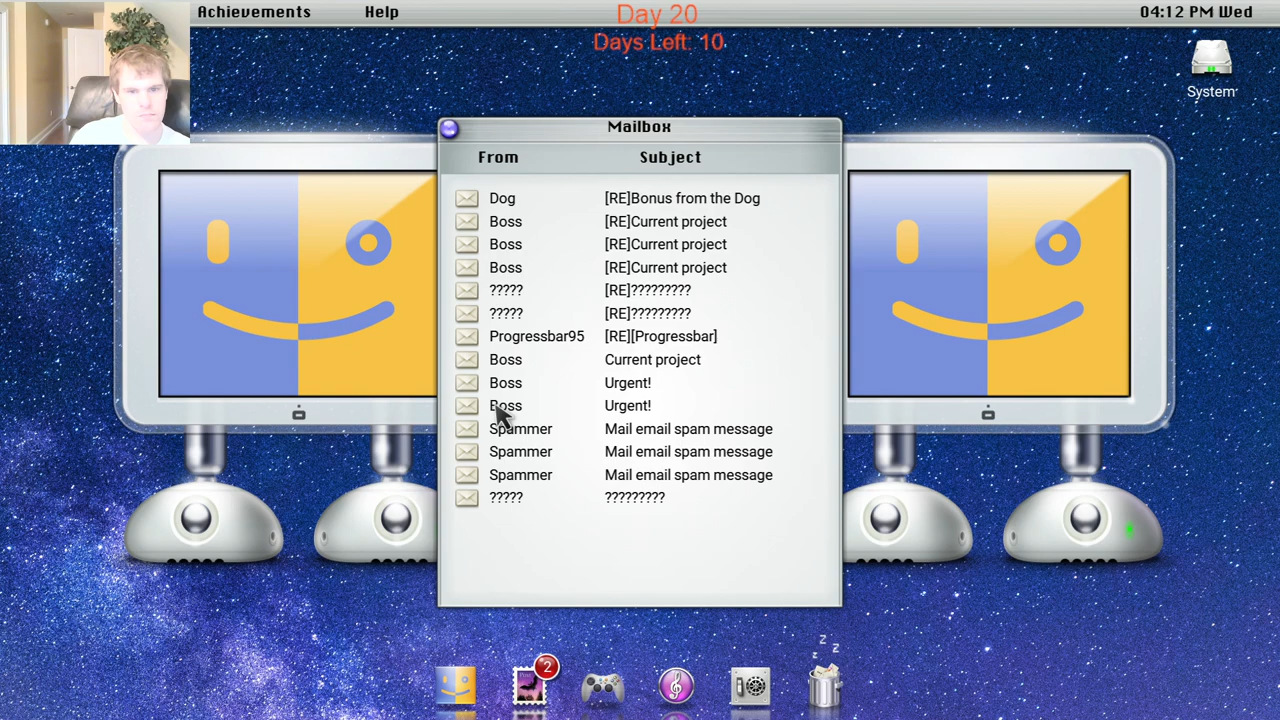 Achievements Help Day 20 04:12 PM Wed
Days Left: 10
System
Mailbox
From Subject
Dog [RE]Bonus from the Dog
Boss [RE]Current project
Boss [RE]Current project
Boss [RE]Current project
????? [RE]?????????
????? [RE]?????????
Progressbar95 [RE][Progressbar]
Boss Current project
Boss Urgent!
Boss Urgent!
Spammer Mail email spam message
Spammer Mail email spam message
Spammer Mail email spam message
????? ?????????
z z
z
2